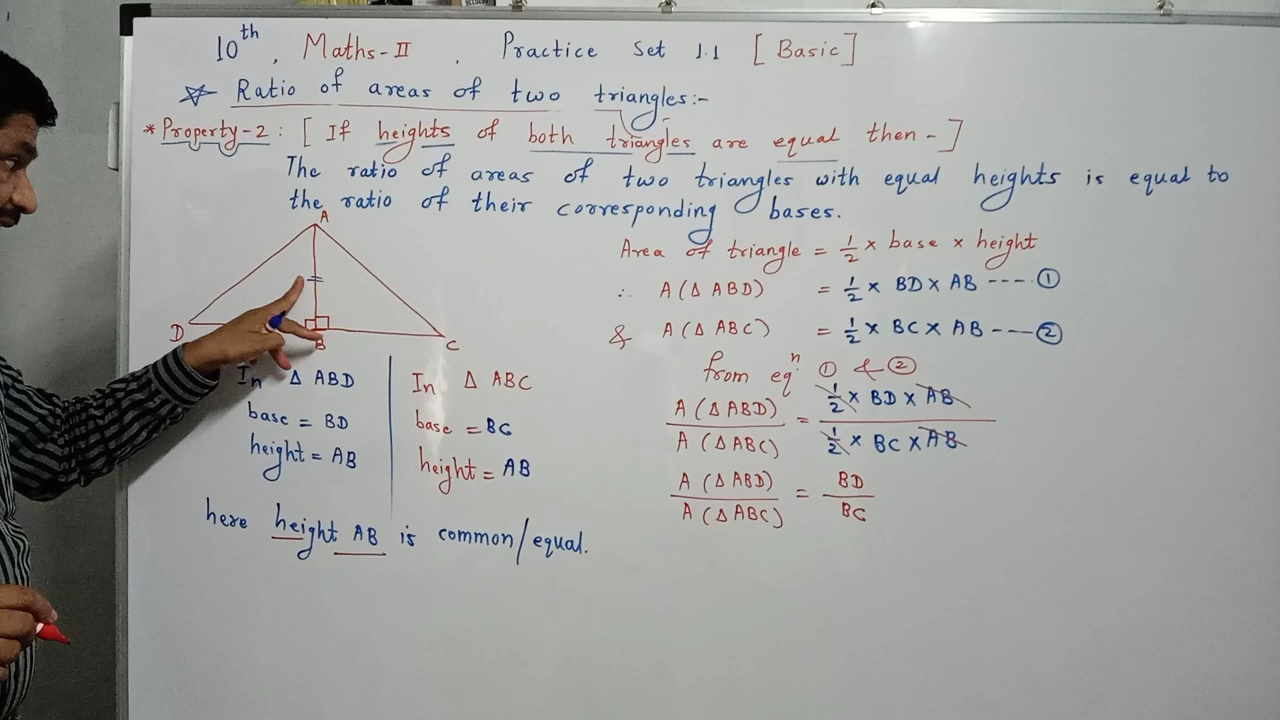 10th, Maths-II. Practice Set 1.1 [Basic]
☆ Ratio of areas of two triangles:-
* Property-2: [If heights of both triangles are equal then-]
The ratio of areas of two triangles with equal heights is equal to
the ratio of their corresponding bases.
A
D
B
C
In Δ ABD
base = BD
height = AB
In Δ ABC
base = BC
height = AB
here height AB is common/equal.
Area of triangle = 1/2 × base × height
∴ A(Δ ABD) = 1/2 × BD × AB ---- ①
& A(Δ ABC) = 1/2 × BC × AB ---- ②
from eqⁿ ① & ②
A(Δ ABD)/A(Δ ABC) = 1/2 × BD × AB / 1/2 × BC × AB
A(Δ ABD)/A(Δ ABC) = BD/BC